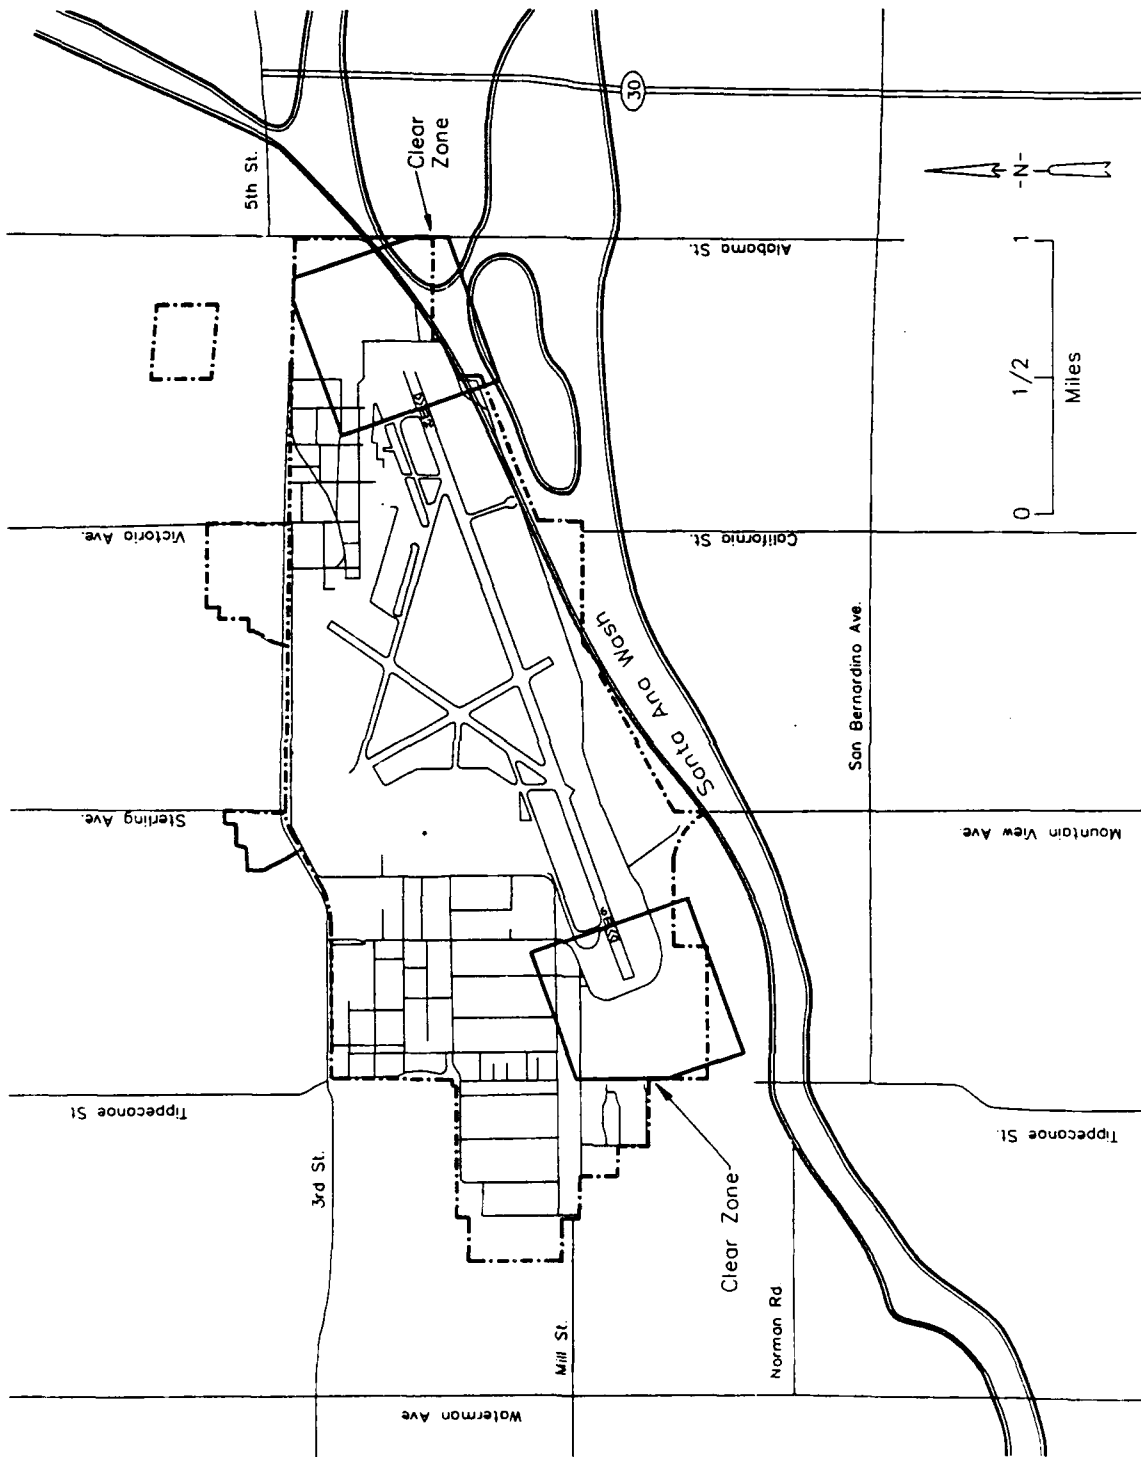 5th St.
30
Clear
Zone
-N-
Alabama St.
1
1/2
0
Miles
Victoria Ave.
California St.
Santa Ana Wash
San Bernardino Ave.
Sterling Ave.
Mountain View Ave.
Tippecanoe St
Tippecanoe St.
3rd St.
Clear Zone
Mill St.
Norman Rd.
Waterman Ave